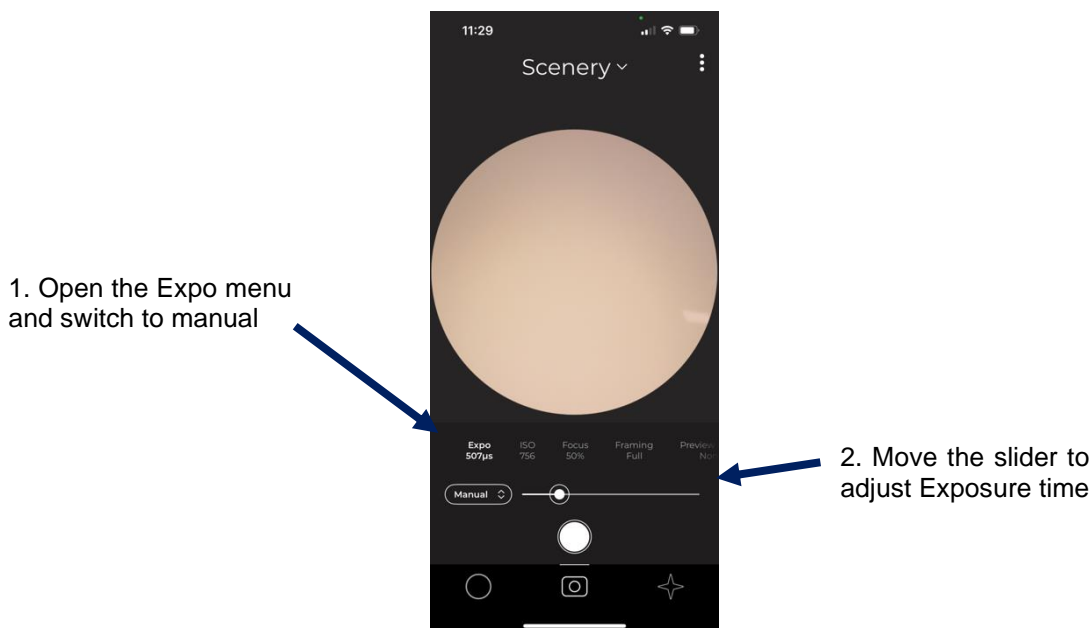 11:29
Scenery
1. Open the Expo menu
and switch to manual
Expo ISO Focus Framing Preview
507µs 756 50% Full
Manual
2. Move the slider to
adjust Exposure time